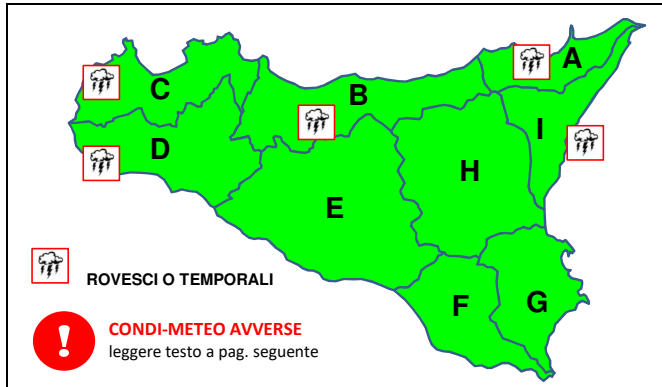 A
C
B
I
D
H
E
F
G
ROVESCI O TEMPORALI
CONDI-METEO AVVERSE
leggere testo a pag. seguente